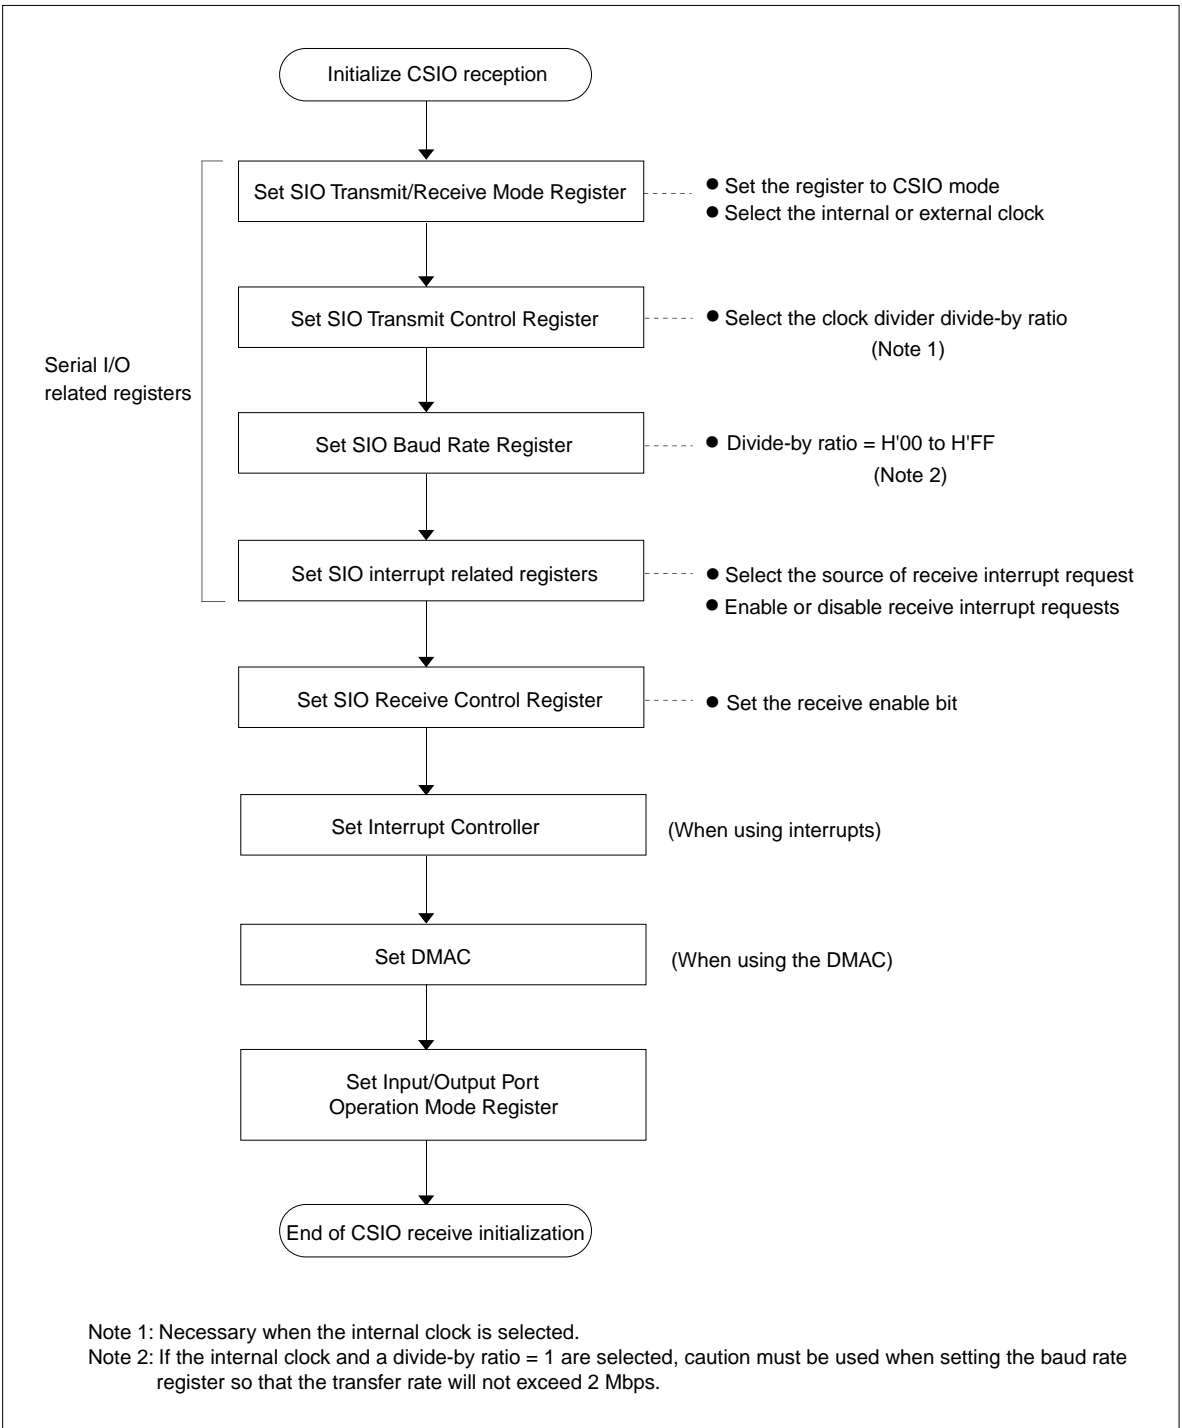 Initialize CSIO reception
Set SIO Transmit/Receive Mode Register
● Set the register to CSIO mode
● Select the internal or external clock
Set SIO Transmit Control Register
● Select the clock divider divide-by ratio
(Note 1)
Serial I/O
related registers
Set SIO Baud Rate Register
● Divide-by ratio = H'00 to H'FF
(Note 2)
Set SIO interrupt related registers
● Select the source of receive interrupt request
● Enable or disable receive interrupt requests
Set SIO Receive Control Register
● Set the receive enable bit
Set Interrupt Controller
(When using interrupts)
Set DMAC
(When using the DMAC)
Set Input/Output Port
Operation Mode Register
End of CSIO receive initialization
Note 1: Necessary when the internal clock is selected.
Note 2: If the internal clock and a divide-by ratio = 1 are selected, caution must be used when setting the baud rate
register so that the transfer rate will not exceed 2 Mbps.